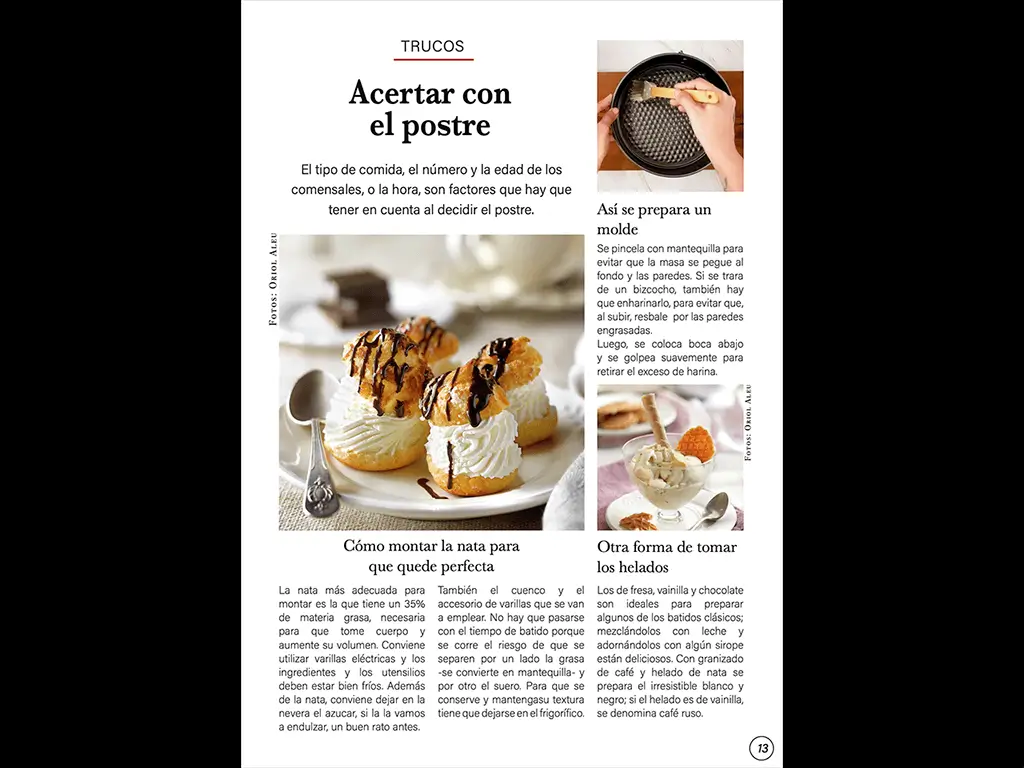 TRUCOS
Acertar con
el postre
El tipo de comida, el número y la edad de los
comensales, o la hora, son factores que hay que
tener en cuenta al decidir el postre.
Fotos: Oriol Aleu
Cómo montar la nata para
que quede perfecta
La nata más adecuada para
montar es la que tiene un 35%
de materia grasa, necesaria
para que tome cuerpo y
aumente su volumen. Conviene
utilizar varillas eléctricas y los
ingredientes y los utensilios
deben estar bien fríos. Además
de la nata, conviene dejar en la
nevera el azucar, si la la vamos
a endulzar, un buen rato antes.
También el cuenco y el
accesorio de varillas que se van
a emplear. No hay que pasarse
con el tiempo de batido porque
se corre el riesgo de que se
separen por un lado la grasa
-se convierte en mantequilla- y
por otro el suero. Para que se
conserve y mantengasu textura
tiene que dejarse en el frigorífico.
Así se prepara un
molde
Se pincela con mantequilla para
evitar que la masa se pegue al
fondo y las paredes. Si se trara
de un bizcocho, también hay
que enharinarlo, para evitar que,
al subir, resbale por las paredes
engrasadas.
Luego, se coloca boca abajo
y se golpea suavemente para
retirar el exceso de harina.
Fotos: Oriol Aleu
Otra forma de tomar
los helados
Los de fresa, vainilla y chocolate
son ideales para preparar
algunos de los batidos clásicos;
mezclándolos con leche y
adornándolos con algún sirope
están deliciosos. Con granizado
de café y helado de nata se
prepara el irresistible blanco y
negro; si el helado es de vainilla,
se denomina café ruso.
13